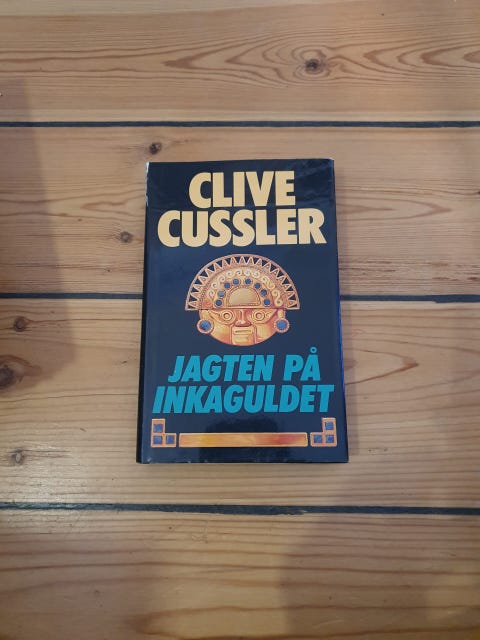 CLIVE
CUSSLER
JAGTEN PÅ
INKAGULDET